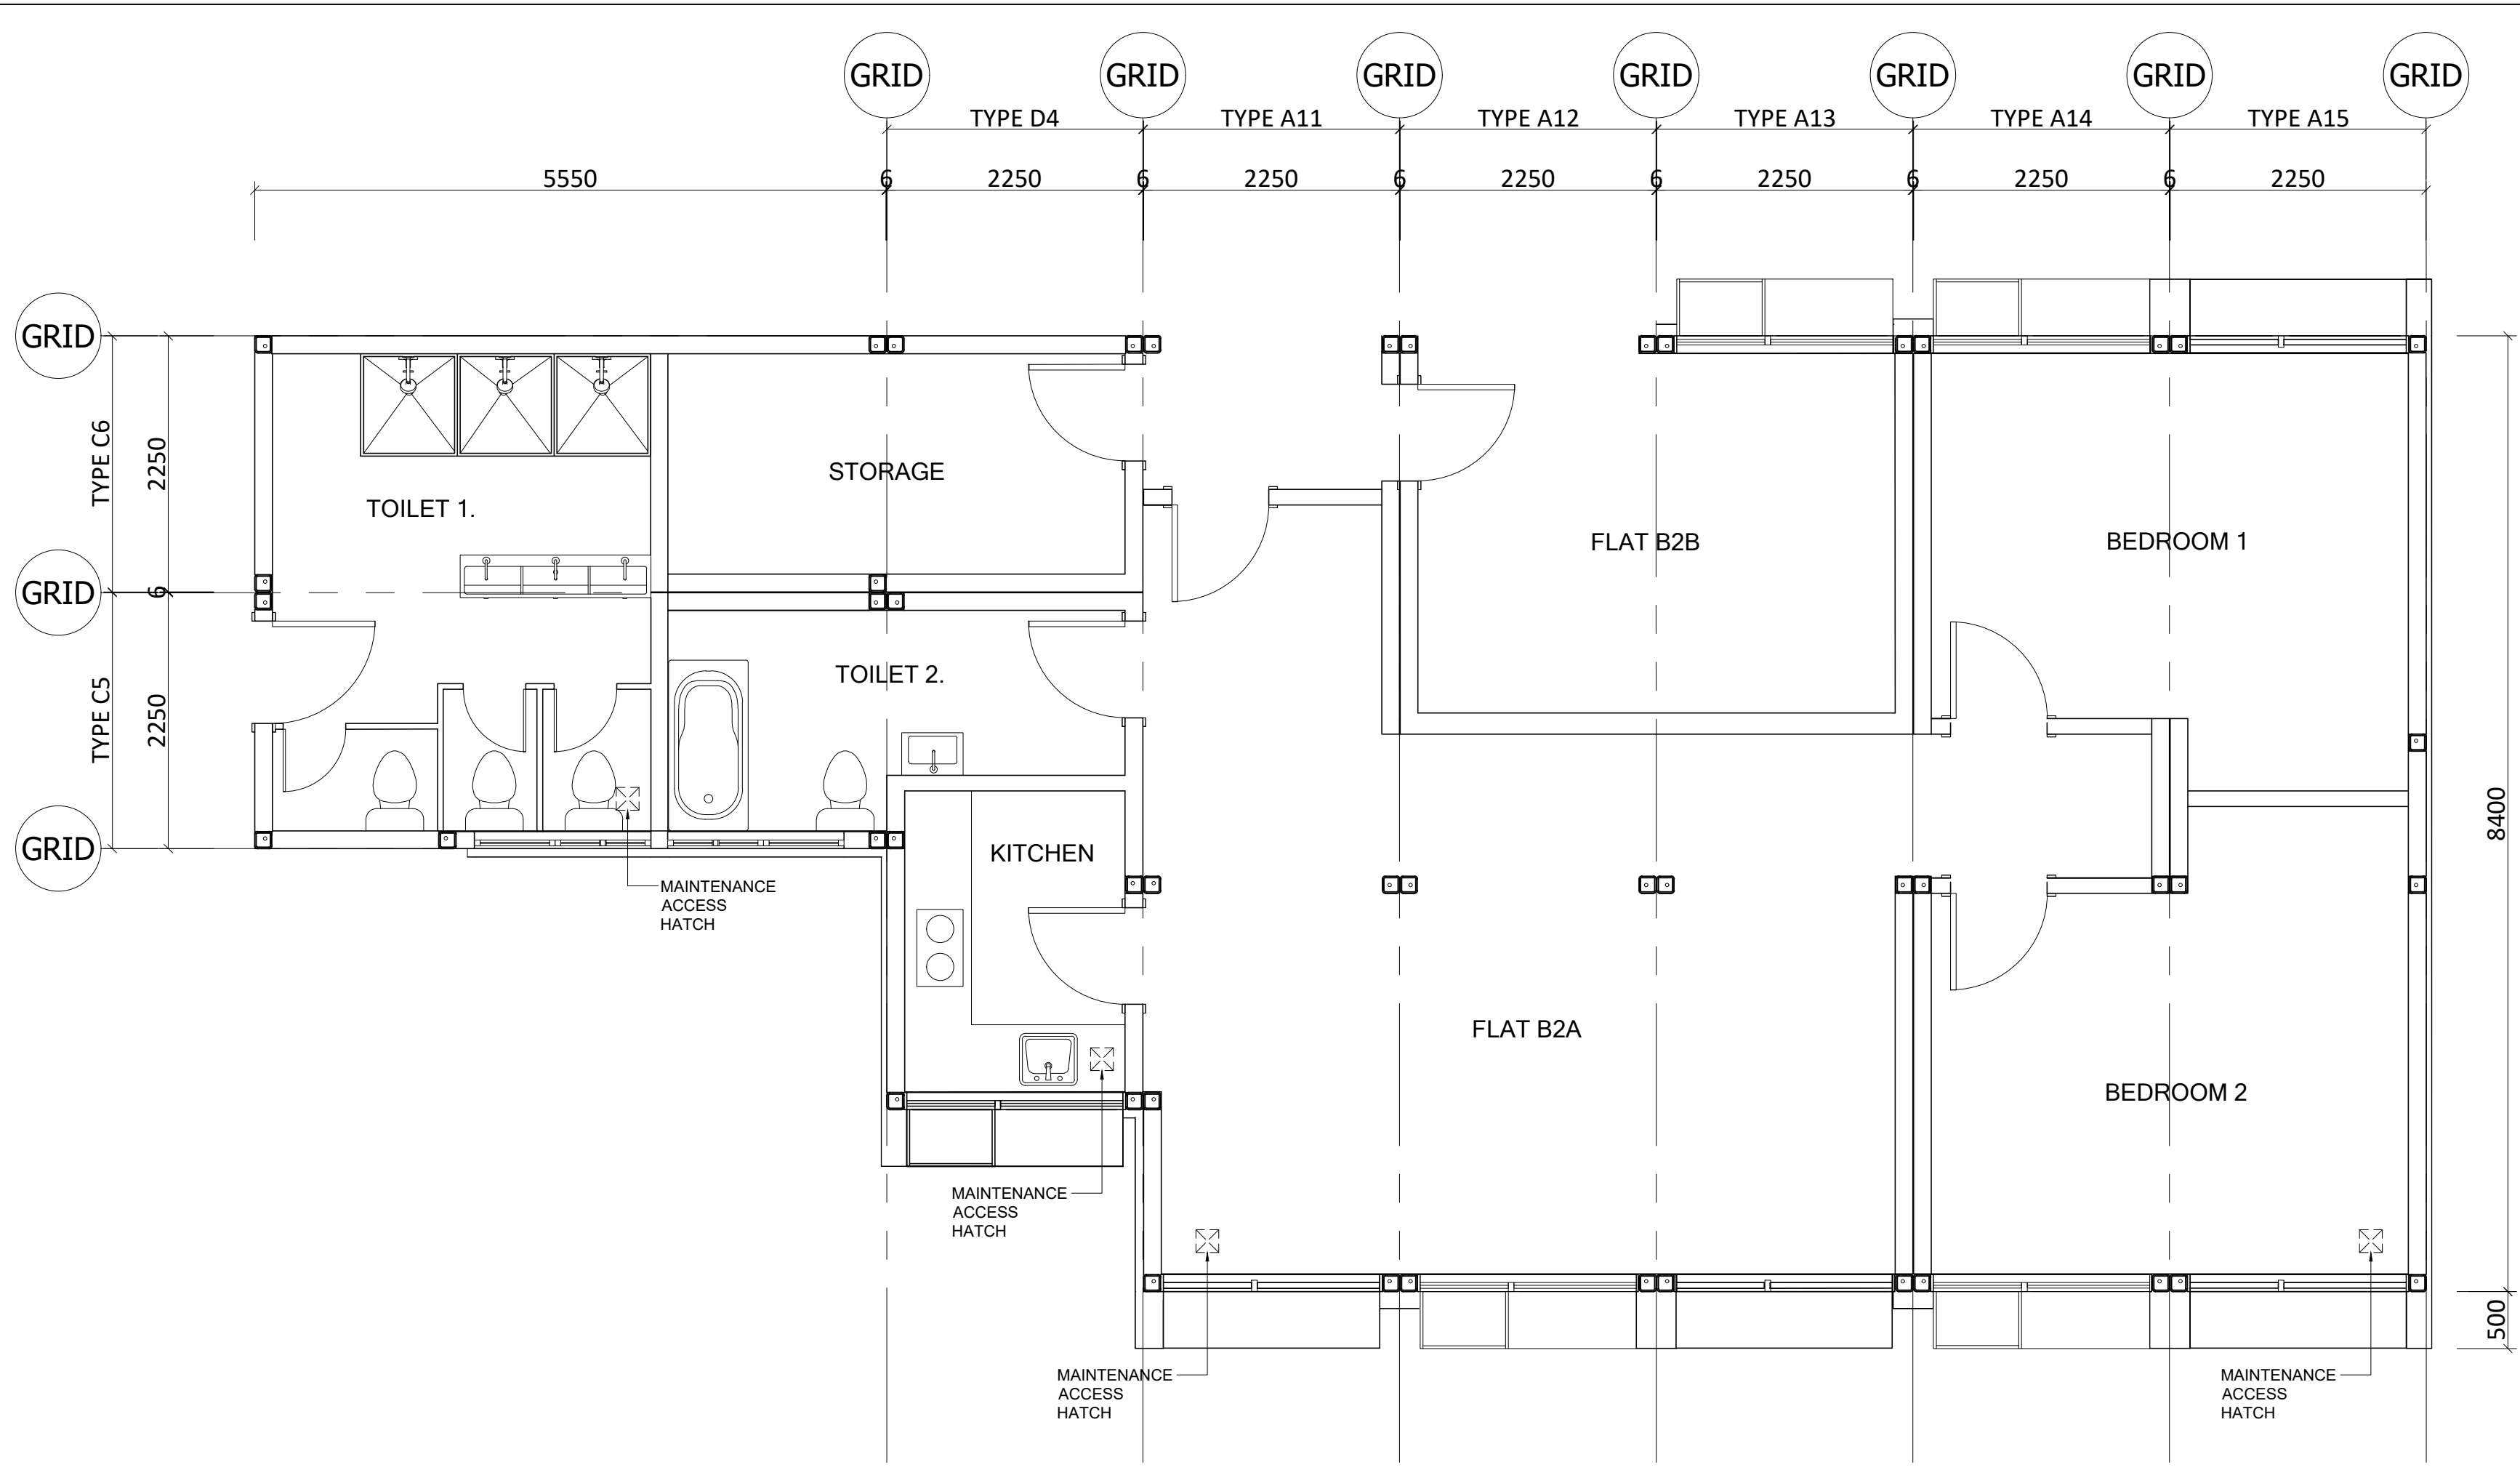 GRID GRID GRID GRID GRID GRID GRID
TYPE D4 TYPE A11 TYPE A12 TYPE A13 TYPE A14 TYPE A15
5550 6 2250 6 2250 6 2250 6 2250 6 2250 6 2250
GRID
TYPE C6
2250
STORAGE
TOILET 1.
FLAT B2B
BEDROOM 1
GRID
6
TOILET 2.
TYPE C5
2250
8400
GRID
KITCHEN
MAINTENANCE
ACCESS
HATCH
FLAT B2A
BEDROOM 2
MAINTENANCE
ACCESS
HATCH
500
MAINTENANCE
ACCESS
HATCH
MAINTENANCE
ACCESS
HATCH